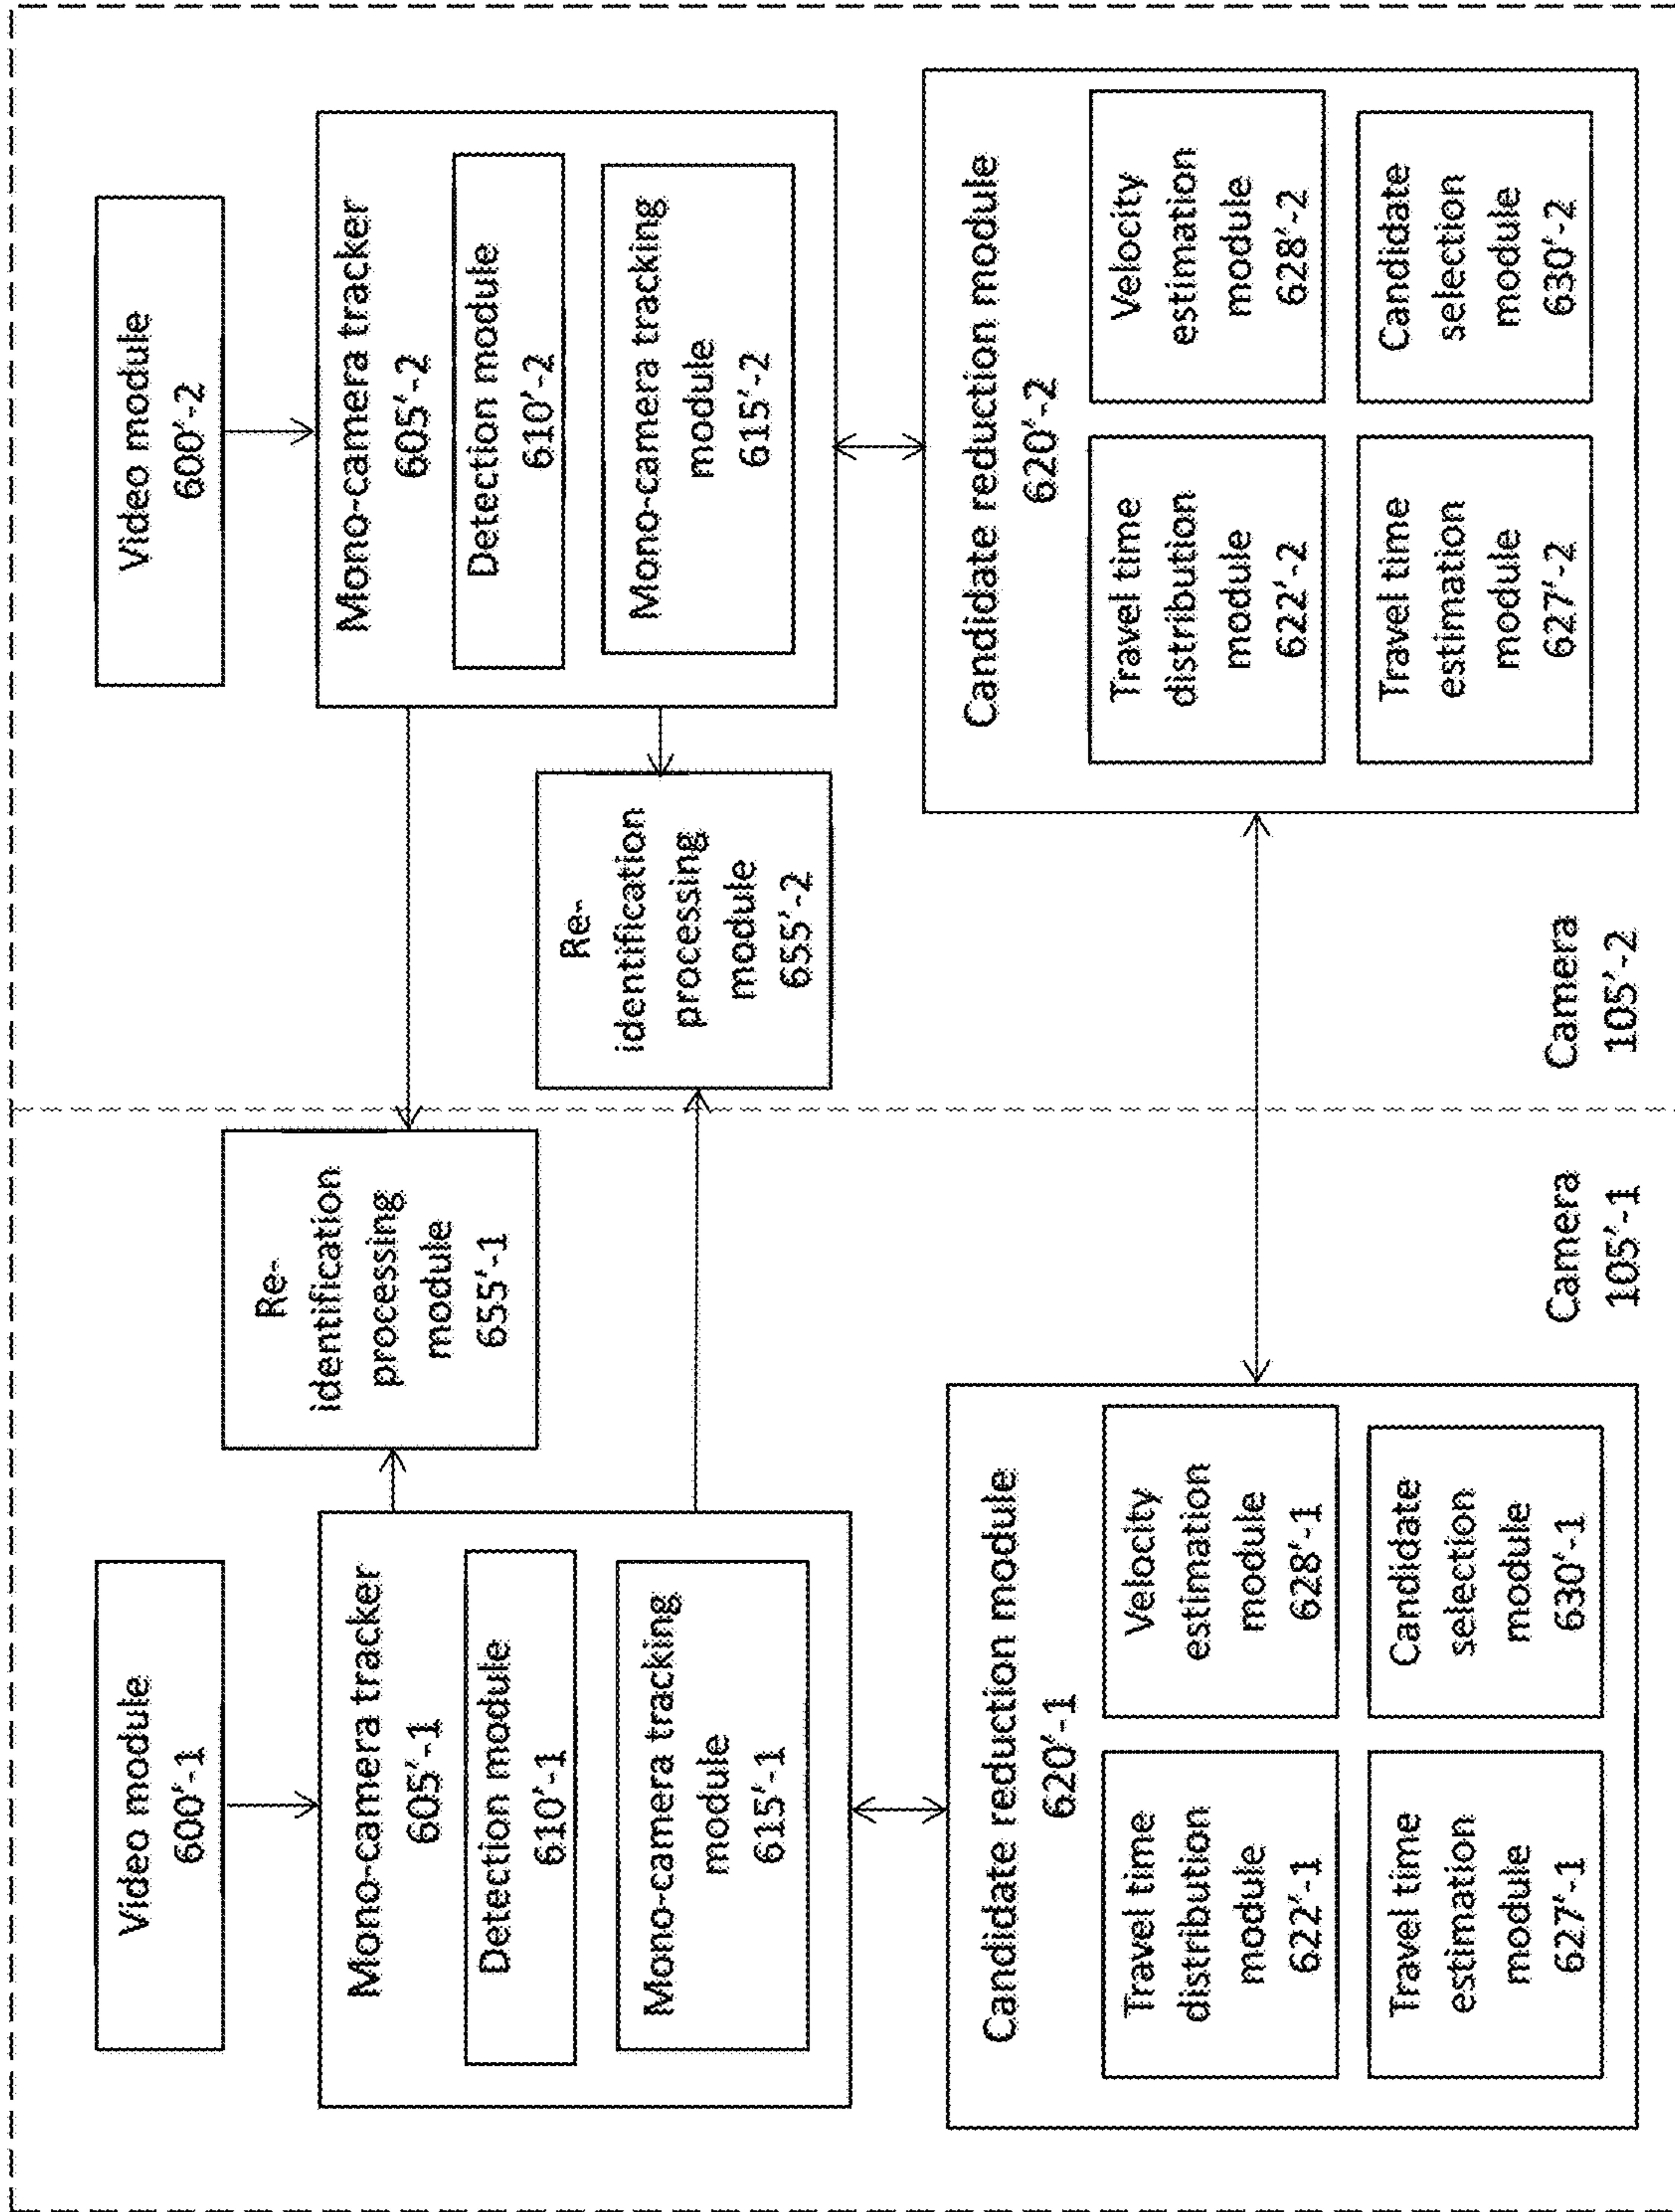 Video module
600'-1
Mono-camera tracker
605'-1
Detection module
610'-1
Mono-camera tracking
module
615'-1
Re-
identification
processing
module
655'-1
Candidate reduction module
620'-1
Travel time
distribution
module
622'-1
Velocity
estimation
module
628'-1
Travel time
estimation
module
627'-1
Candidate
selection
module
630'-1
Camera
105'-1
Video module
600'-2
Mono-camera tracker
605'-2
Detection module
610'-2
Mono-camera tracking
module
615'-2
Re-
identification
processing
module
655'-2
Candidate reduction module
620'-2
Travel time
distribution
module
622'-2
Velocity
estimation
module
628'-2
Travel time
estimation
module
627'-2
Candidate
selection
module
630'-2
Camera
105'-2